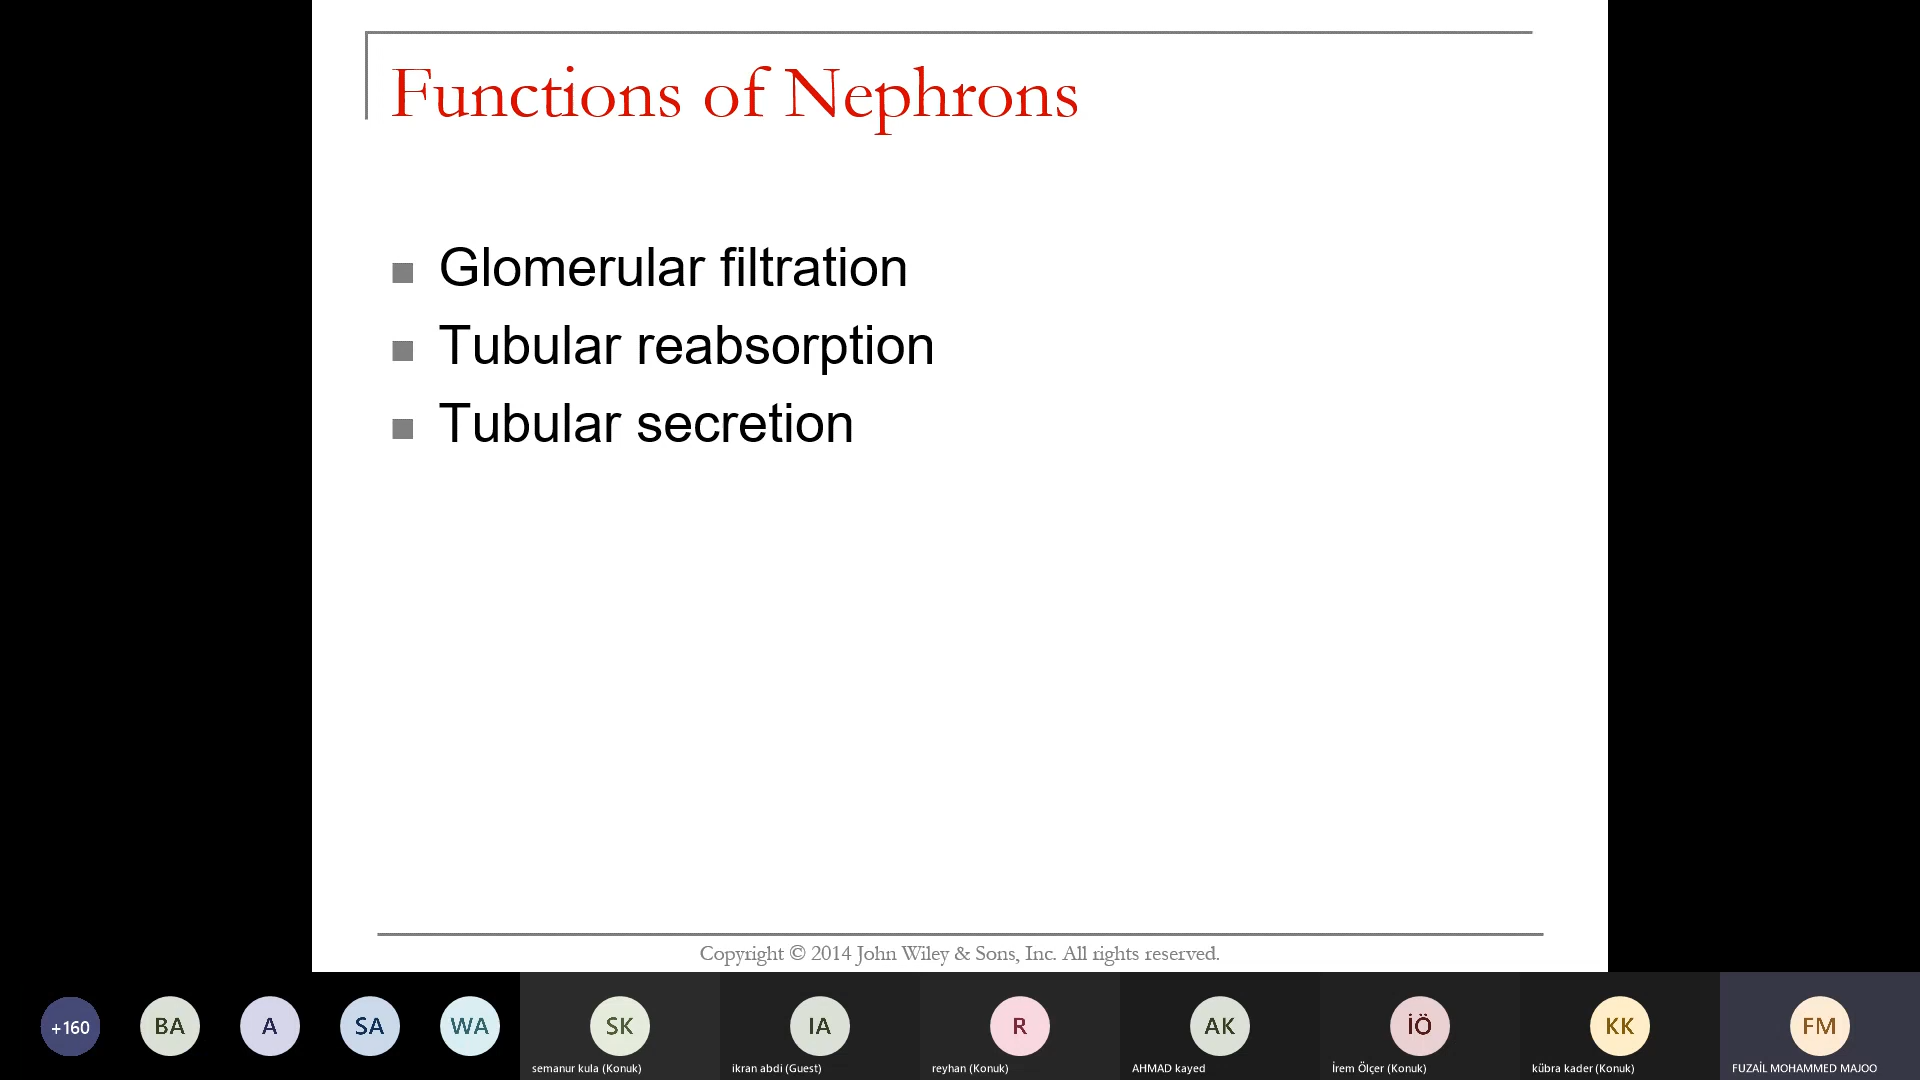 Functions of Nephrons
Glomerular filtration
Tubular reabsorption
Tubular secretion
Copyright © 2014 John Wiley & Sons, Inc. All rights reserved.
+160
BA
A
SA
WA
SK
IA
R
AK
İÖ
KK
FM
semanur kula (Konuk)
ikran abdi (Guest)
reyhan (Konuk)
AHMAD kayed
İrem Ölçer (Konuk)
kübra kader (Konuk)
FUZAİL MOHAMMED MAJOO